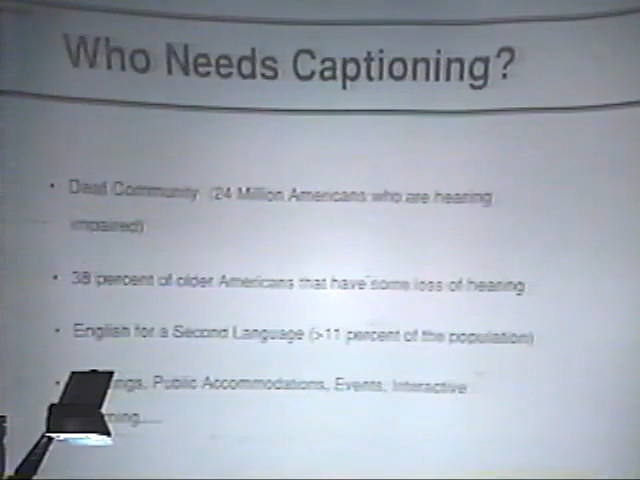 Who Needs Captioning?
• Deaf Community (24 Million Americans who are hearing
impaired)
• 38 percent of older Americans that have some loss of hearing
• English for a Second Language (>11 percent of the population)
• Public Accommodations, Events, Interactive